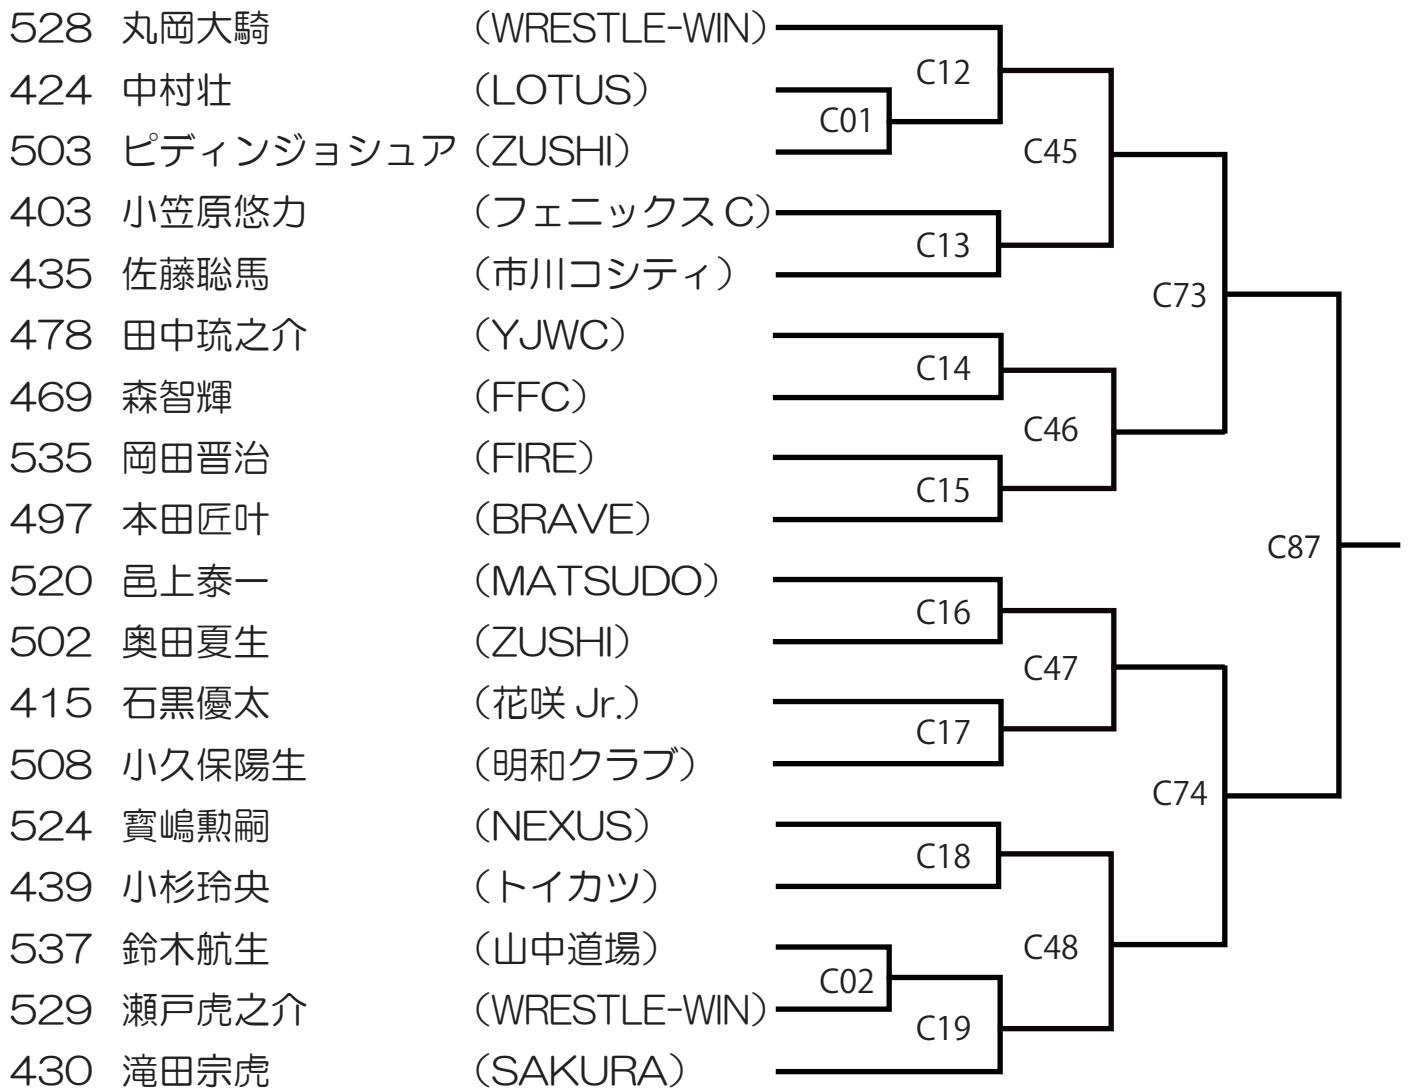 528 丸岡大騎 （WRESTLE-WIN）
C12
424 中村壮 （LOTUS）
C01
503 ピディンジョシュア （ZUSHI）
C45
403 小笠原悠力 （フェニックス C）
C13
435 佐藤聡馬 （市川コシティ）
C73
478 田中琉之介 （YJWC）
C14
469 森智輝 （FFC）
C46
535 岡田晋治 （FIRE）
C15
497 本田匠叶 （BRAVE）
C87
520 邑上泰一 （MATSUDO）
C16
502 奥田夏生 （ZUSHI）
C47
415 石黒優太 （花咲 Jr.）
C17
508 小久保陽生 （明和クラブ）
C74
524 寳嶋勲嗣 （NEXUS）
C18
439 小杉玲央 （トイカツ）
537 鈴木航生 （山中道場）
C48
C02
529 瀬戸虎之介 （WRESTLE-WIN）
C19
430 滝田宗虎 （SAKURA）